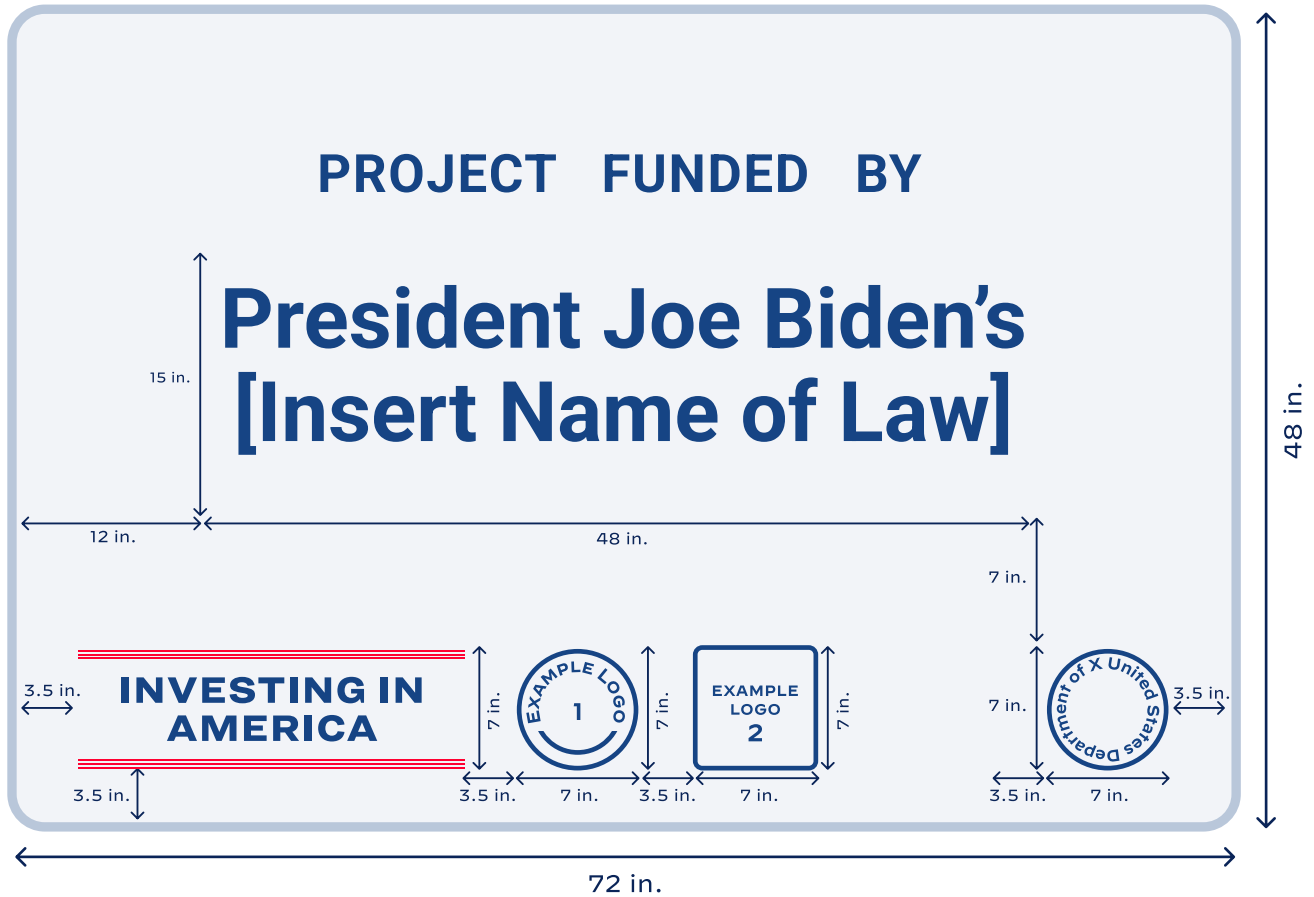 PROJECT FUNDED BY
President Joe Biden’s
[Insert Name of Law]
15 in.
48 in.
12 in.
48 in.
7 in.
3.5 in.
INVESTING IN
AMERICA
7 in.
EXAMPLE LOGO
1
7 in.
EXAMPLE
LOGO
2
7 in.
7 in.
Department of X United States
3.5 in.
3.5 in.
3.5 in.
7 in.
3.5 in.
7 in.
3.5 in.
7 in.
72 in.